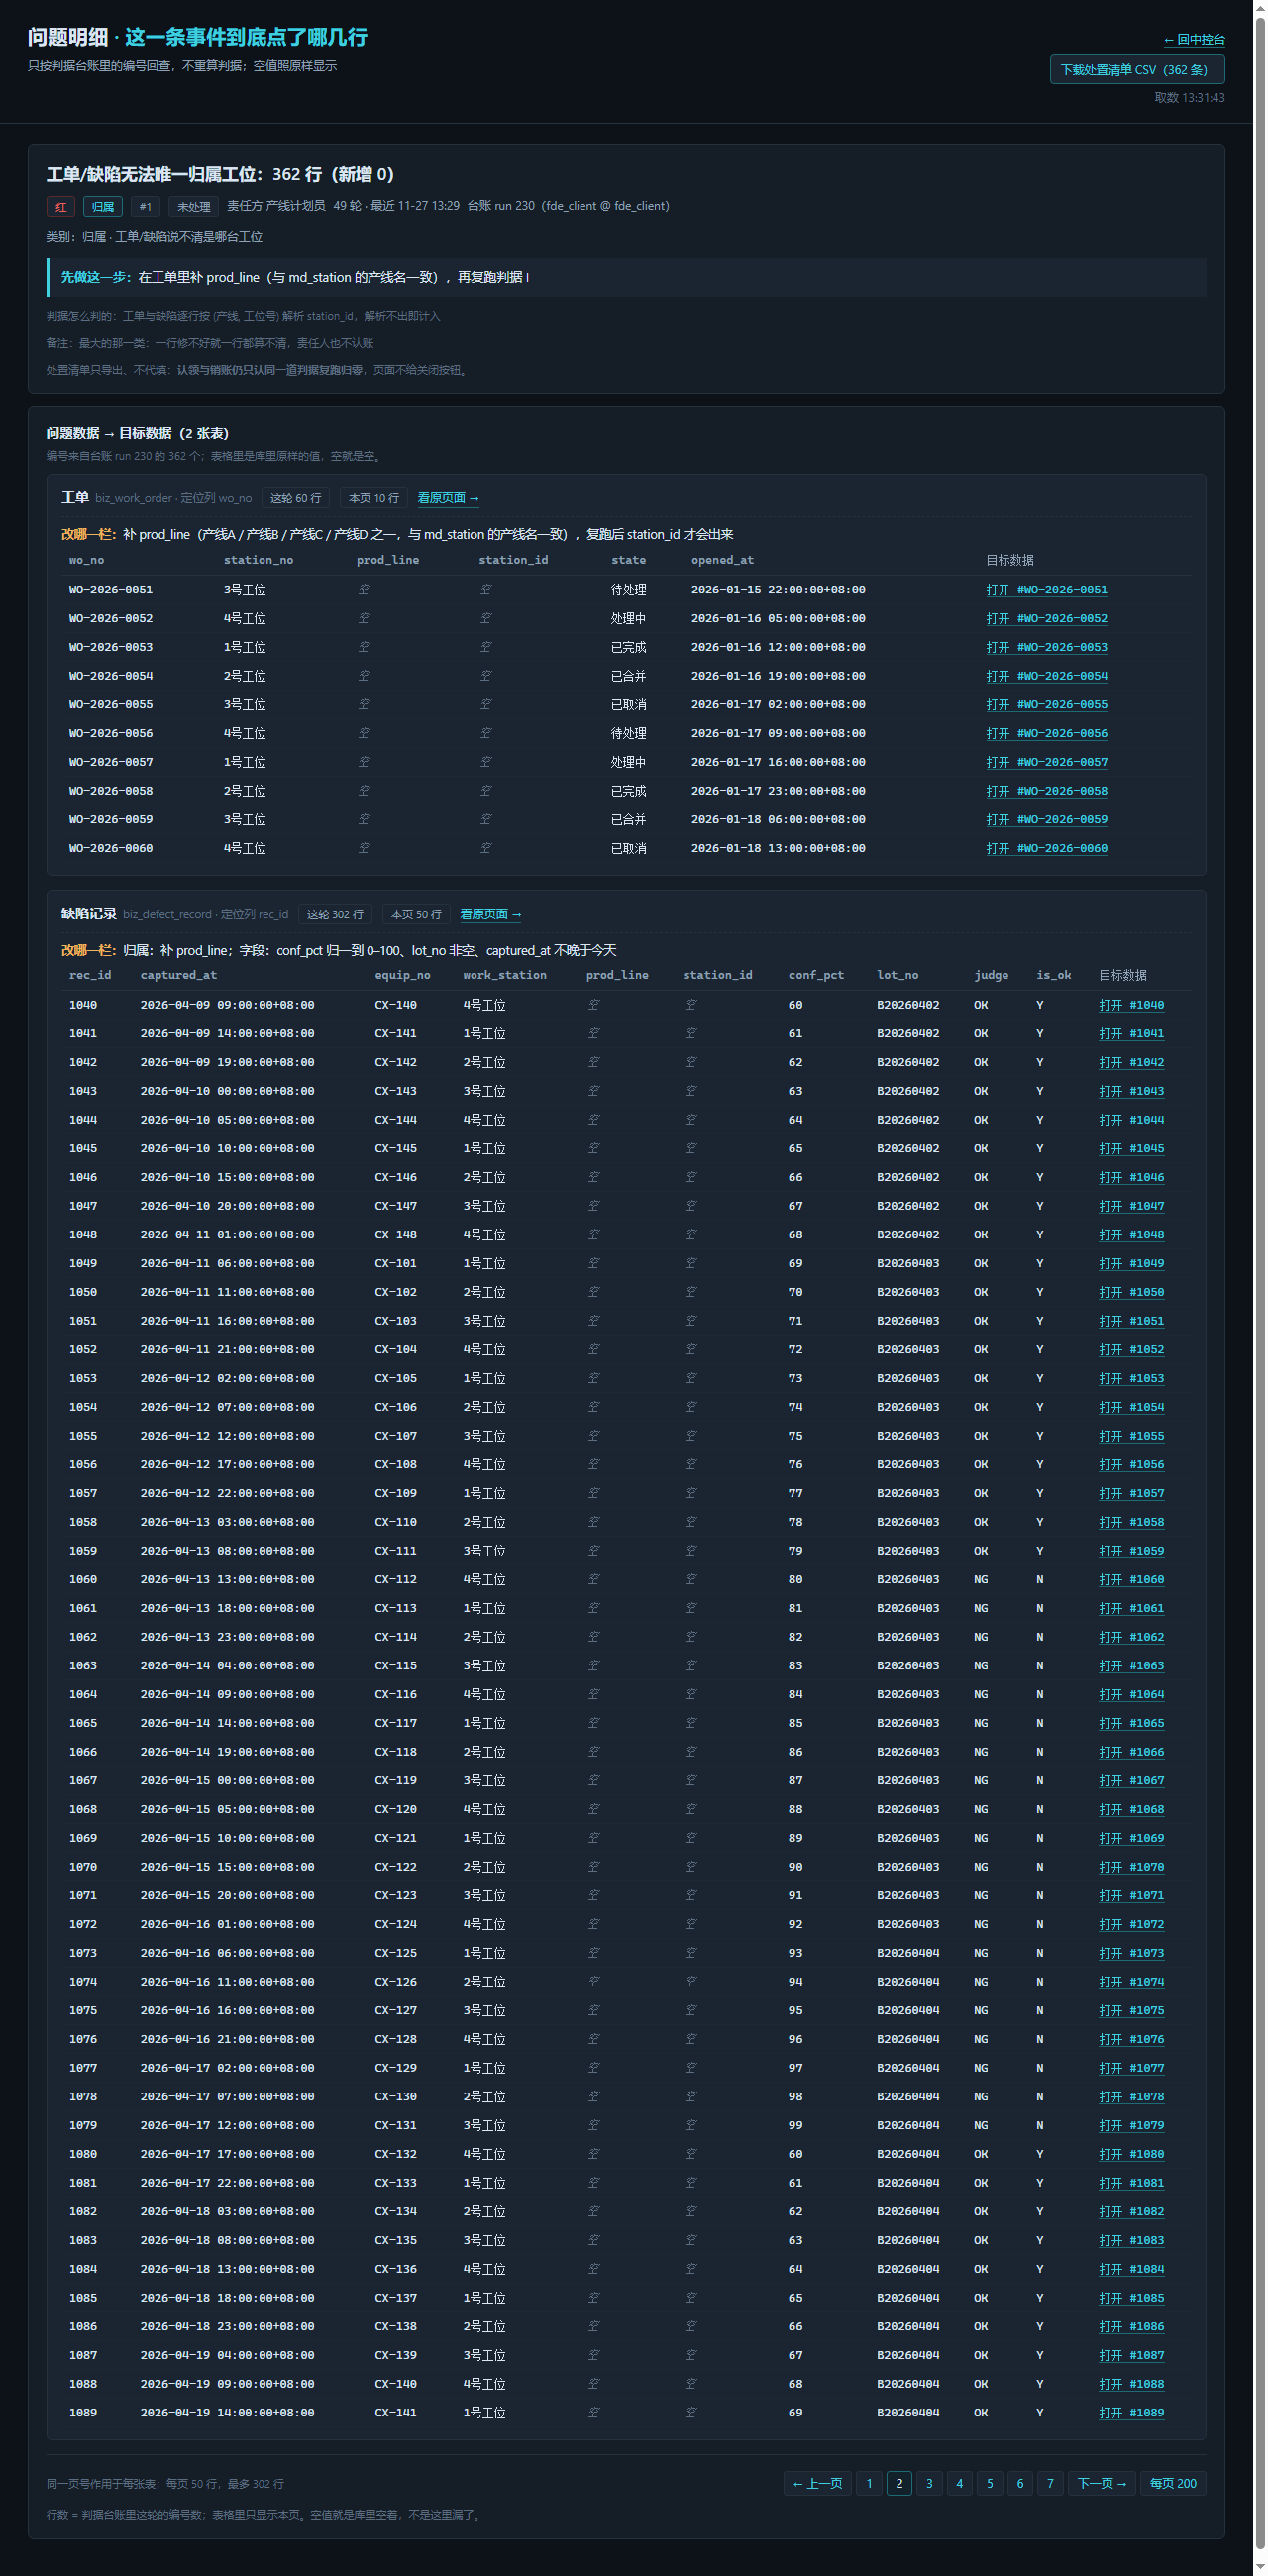 问题明细 · 这一条事件到底点了哪几行
只按判据台账里的编号回查，不重算判据；空值照原样显示
← 回中控台
下载处置清单 CSV（362 条）
取数 13:31:43
工单/缺陷无法唯一归属工位：362 行（新增 0）
红 归属 #1 未处理 责任方 产线计划员 49 轮 · 最近 11-27 13:29 台账 run 230（fde_client @ fde_client）
类别：归属 · 工单/缺陷说不清是哪台工位
先做这一步：在工单里补 prod_line（与 md_station 的产线名一致），再复跑判据 I
判据怎么判的：工单与缺陷逐行按 (产线, 工位号) 解析 station_id，解析不出即计入
备注：最大的那一类：一行修不好就一行都算不清，责任人也不认账
处置清单只导出、不代填：认领与销账仍只认同一道判据复跑归零，页面不给关闭按钮。
问题数据 → 目标数据（2 张表）
编号来自台账 run 230 的 362 个；表格里是库里原样的值，空就是空。
工单 biz_work_order · 定位列 wo_no 这轮 60 行 本页 10 行 看原页面 →
改哪一栏：补 prod_line（产线A / 产线B / 产线C / 产线D 之一，与 md_station 的产线名一致），复跑后 station_id 才会出来
wo_no station_no prod_line station_id state opened_at 目标数据
WO-2026-0051 3号工位 空 空 待处理 2026-01-15 22:00:00+08:00 打开 #WO-2026-0051
WO-2026-0052 4号工位 空 空 处理中 2026-01-16 05:00:00+08:00 打开 #WO-2026-0052
WO-2026-0053 1号工位 空 空 已完成 2026-01-16 12:00:00+08:00 打开 #WO-2026-0053
WO-2026-0054 2号工位 空 空 已合并 2026-01-16 19:00:00+08:00 打开 #WO-2026-0054
WO-2026-0055 3号工位 空 空 已取消 2026-01-17 02:00:00+08:00 打开 #WO-2026-0055
WO-2026-0056 4号工位 空 空 待处理 2026-01-17 09:00:00+08:00 打开 #WO-2026-0056
WO-2026-0057 1号工位 空 空 处理中 2026-01-17 16:00:00+08:00 打开 #WO-2026-0057
WO-2026-0058 2号工位 空 空 已完成 2026-01-17 23:00:00+08:00 打开 #WO-2026-0058
WO-2026-0059 3号工位 空 空 已合并 2026-01-18 06:00:00+08:00 打开 #WO-2026-0059
WO-2026-0060 4号工位 空 空 已取消 2026-01-18 13:00:00+08:00 打开 #WO-2026-0060
缺陷记录 biz_defect_record · 定位列 rec_id 这轮 302 行 本页 50 行 看原页面 →
改哪一栏：归属：补 prod_line；字段：conf_pct 归一到 0–100、lot_no 非空、captured_at 不晚于今天
rec_id captured_at equip_no work_station prod_line station_id conf_pct lot_no judge is_ok 目标数据
1040 2026-04-09 09:00:00+08:00 CX-140 4号工位 空 空 60 B20260402 OK Y 打开 #1040
1041 2026-04-09 14:00:00+08:00 CX-141 1号工位 空 空 61 B20260402 OK Y 打开 #1041
1042 2026-04-09 19:00:00+08:00 CX-142 2号工位 空 空 62 B20260402 OK Y 打开 #1042
1043 2026-04-10 00:00:00+08:00 CX-143 3号工位 空 空 63 B20260402 OK Y 打开 #1043
1044 2026-04-10 05:00:00+08:00 CX-144 4号工位 空 空 64 B20260402 OK Y 打开 #1044
1045 2026-04-10 10:00:00+08:00 CX-145 1号工位 空 空 65 B20260402 OK Y 打开 #1045
1046 2026-04-10 15:00:00+08:00 CX-146 2号工位 空 空 66 B20260402 OK Y 打开 #1046
1047 2026-04-10 20:00:00+08:00 CX-147 3号工位 空 空 67 B20260402 OK Y 打开 #1047
1048 2026-04-11 01:00:00+08:00 CX-148 4号工位 空 空 68 B20260402 OK Y 打开 #1048
1049 2026-04-11 06:00:00+08:00 CX-101 1号工位 空 空 69 B20260403 OK Y 打开 #1049
1050 2026-04-11 11:00:00+08:00 CX-102 2号工位 空 空 70 B20260403 OK Y 打开 #1050
1051 2026-04-11 16:00:00+08:00 CX-103 3号工位 空 空 71 B20260403 OK Y 打开 #1051
1052 2026-04-11 21:00:00+08:00 CX-104 4号工位 空 空 72 B20260403 OK Y 打开 #1052
1053 2026-04-12 02:00:00+08:00 CX-105 1号工位 空 空 73 B20260403 OK Y 打开 #1053
1054 2026-04-12 07:00:00+08:00 CX-106 2号工位 空 空 74 B20260403 OK Y 打开 #1054
1055 2026-04-12 12:00:00+08:00 CX-107 3号工位 空 空 75 B20260403 OK Y 打开 #1055
1056 2026-04-12 17:00:00+08:00 CX-108 4号工位 空 空 76 B20260403 OK Y 打开 #1056
1057 2026-04-12 22:00:00+08:00 CX-109 1号工位 空 空 77 B20260403 OK Y 打开 #1057
1058 2026-04-13 03:00:00+08:00 CX-110 2号工位 空 空 78 B20260403 OK Y 打开 #1058
1059 2026-04-13 08:00:00+08:00 CX-111 3号工位 空 空 79 B20260403 OK Y 打开 #1059
1060 2026-04-13 13:00:00+08:00 CX-112 4号工位 空 空 80 B20260403 NG N 打开 #1060
1061 2026-04-13 18:00:00+08:00 CX-113 1号工位 空 空 81 B20260403 NG N 打开 #1061
1062 2026-04-13 23:00:00+08:00 CX-114 2号工位 空 空 82 B20260403 NG N 打开 #1062
1063 2026-04-14 04:00:00+08:00 CX-115 3号工位 空 空 83 B20260403 NG N 打开 #1063
1064 2026-04-14 09:00:00+08:00 CX-116 4号工位 空 空 84 B20260403 NG N 打开 #1064
1065 2026-04-14 14:00:00+08:00 CX-117 1号工位 空 空 85 B20260403 NG N 打开 #1065
1066 2026-04-14 19:00:00+08:00 CX-118 2号工位 空 空 86 B20260403 NG N 打开 #1066
1067 2026-04-15 00:00:00+08:00 CX-119 3号工位 空 空 87 B20260403 NG N 打开 #1067
1068 2026-04-15 05:00:00+08:00 CX-120 4号工位 空 空 88 B20260403 NG N 打开 #1068
1069 2026-04-15 10:00:00+08:00 CX-121 1号工位 空 空 89 B20260403 NG N 打开 #1069
1070 2026-04-15 15:00:00+08:00 CX-122 2号工位 空 空 90 B20260403 NG N 打开 #1070
1071 2026-04-15 20:00:00+08:00 CX-123 3号工位 空 空 91 B20260403 NG N 打开 #1071
1072 2026-04-16 01:00:00+08:00 CX-124 4号工位 空 空 92 B20260403 NG N 打开 #1072
1073 2026-04-16 06:00:00+08:00 CX-125 1号工位 空 空 93 B20260404 NG N 打开 #1073
1074 2026-04-16 11:00:00+08:00 CX-126 2号工位 空 空 94 B20260404 NG N 打开 #1074
1075 2026-04-16 16:00:00+08:00 CX-127 3号工位 空 空 95 B20260404 NG N 打开 #1075
1076 2026-04-16 21:00:00+08:00 CX-128 4号工位 空 空 96 B20260404 NG N 打开 #1076
1077 2026-04-17 02:00:00+08:00 CX-129 1号工位 空 空 97 B20260404 NG N 打开 #1077
1078 2026-04-17 07:00:00+08:00 CX-130 2号工位 空 空 98 B20260404 NG N 打开 #1078
1079 2026-04-17 12:00:00+08:00 CX-131 3号工位 空 空 99 B20260404 NG N 打开 #1079
1080 2026-04-17 17:00:00+08:00 CX-132 4号工位 空 空 60 B20260404 OK Y 打开 #1080
1081 2026-04-17 22:00:00+08:00 CX-133 1号工位 空 空 61 B20260404 OK Y 打开 #1081
1082 2026-04-18 03:00:00+08:00 CX-134 2号工位 空 空 62 B20260404 OK Y 打开 #1082
1083 2026-04-18 08:00:00+08:00 CX-135 3号工位 空 空 63 B20260404 OK Y 打开 #1083
1084 2026-04-18 13:00:00+08:00 CX-136 4号工位 空 空 64 B20260404 OK Y 打开 #1084
1085 2026-04-18 18:00:00+08:00 CX-137 1号工位 空 空 65 B20260404 OK Y 打开 #1085
1086 2026-04-18 23:00:00+08:00 CX-138 2号工位 空 空 66 B20260404 OK Y 打开 #1086
1087 2026-04-19 04:00:00+08:00 CX-139 3号工位 空 空 67 B20260404 OK Y 打开 #1087
1088 2026-04-19 09:00:00+08:00 CX-140 4号工位 空 空 68 B20260404 OK Y 打开 #1088
1089 2026-04-19 14:00:00+08:00 CX-141 1号工位 空 空 69 B20260404 OK Y 打开 #1089
同一页号作用于每张表；每页 50 行，最多 302 行
← 上一页 1 2 3 4 5 6 7 下一页 → 每页 200
行数 = 判据台账里这轮的编号数；表格里只显示本页。空值就是库里空着，不是这里漏了。